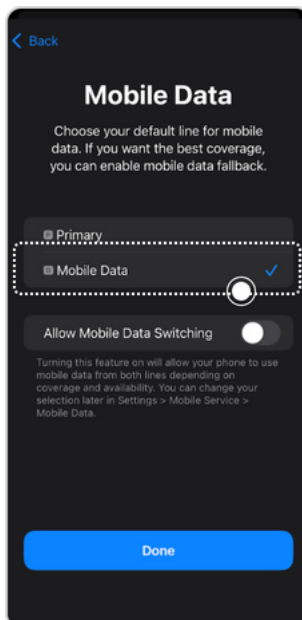 Back
Mobile Data
Choose your default line for mobile
data. If you want the best coverage,
you can enable mobile data fallback.
Primary
Mobile Data
Allow Mobile Data Switching
Turning this feature on will allow your phone to use
mobile data from both lines depending on
coverage and availability. You can change your
selection later in Settings > Mobile Service >
Mobile Data.
Done